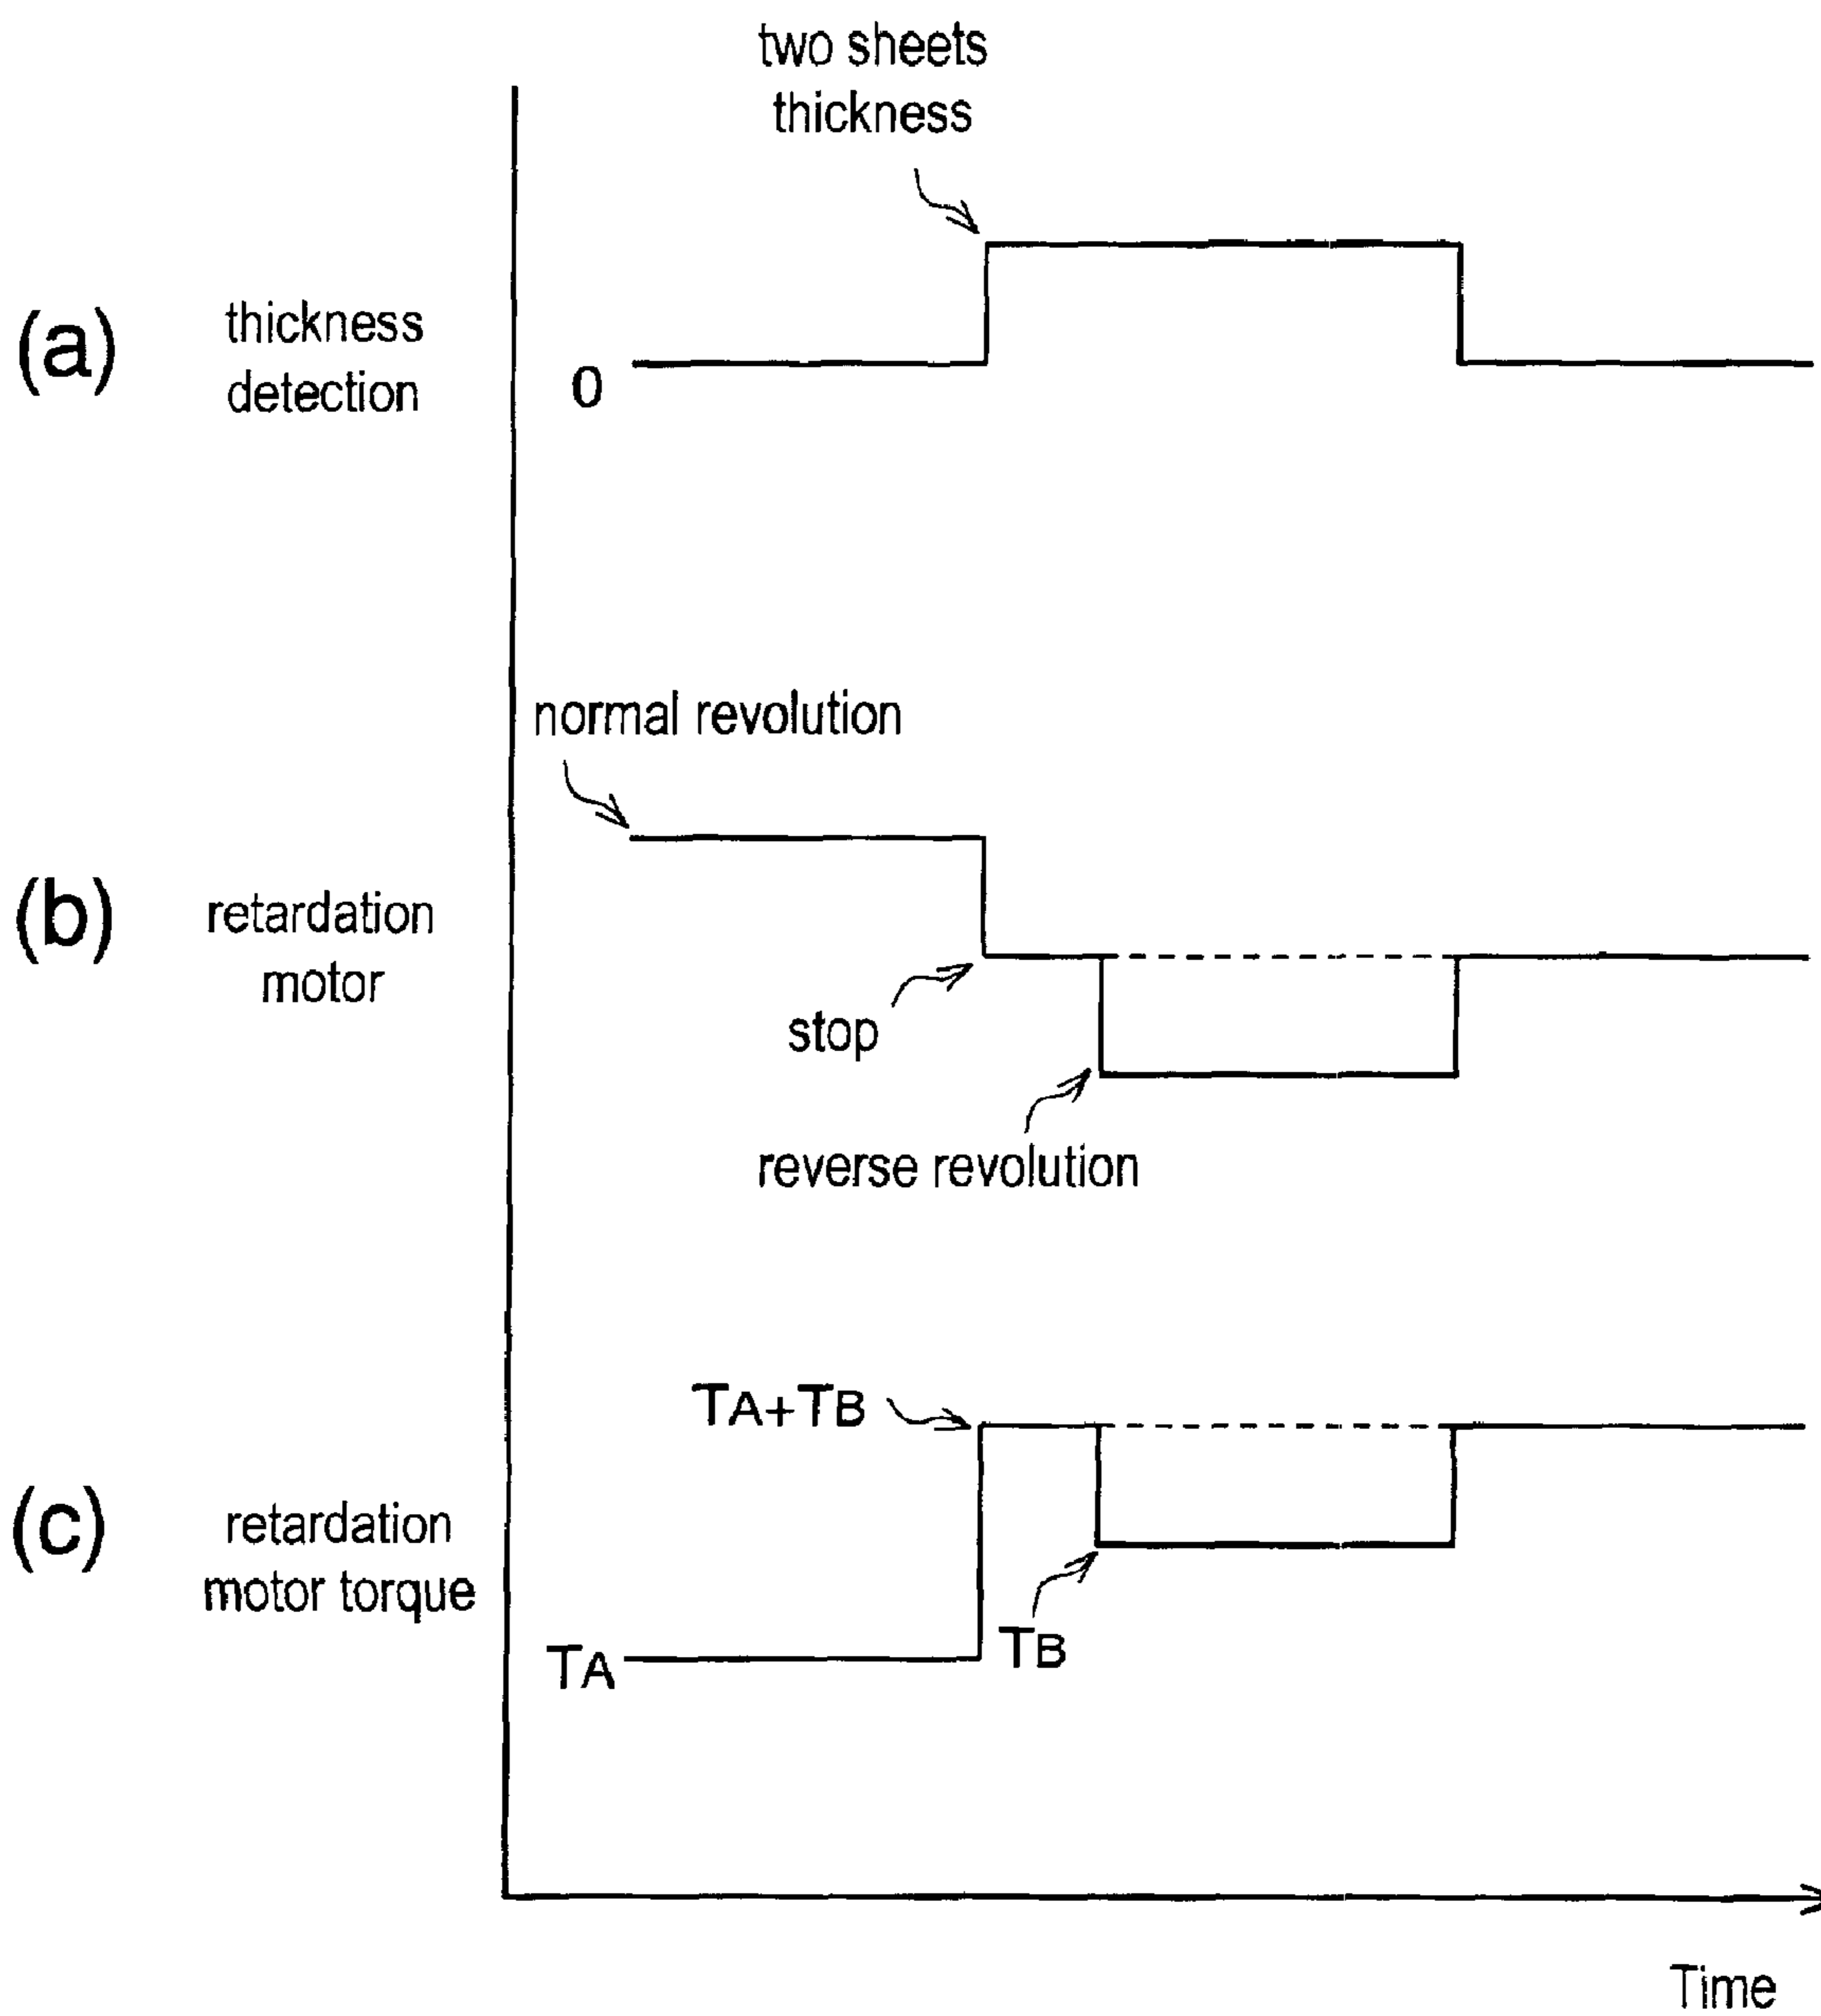 two sheets
thickness
(a)
thickness
detection
0
normal revolution
(b)
retardation
motor
stop
reverse revolution
TA+TB
(c)
retardation
motor torque
TA
TB
Time